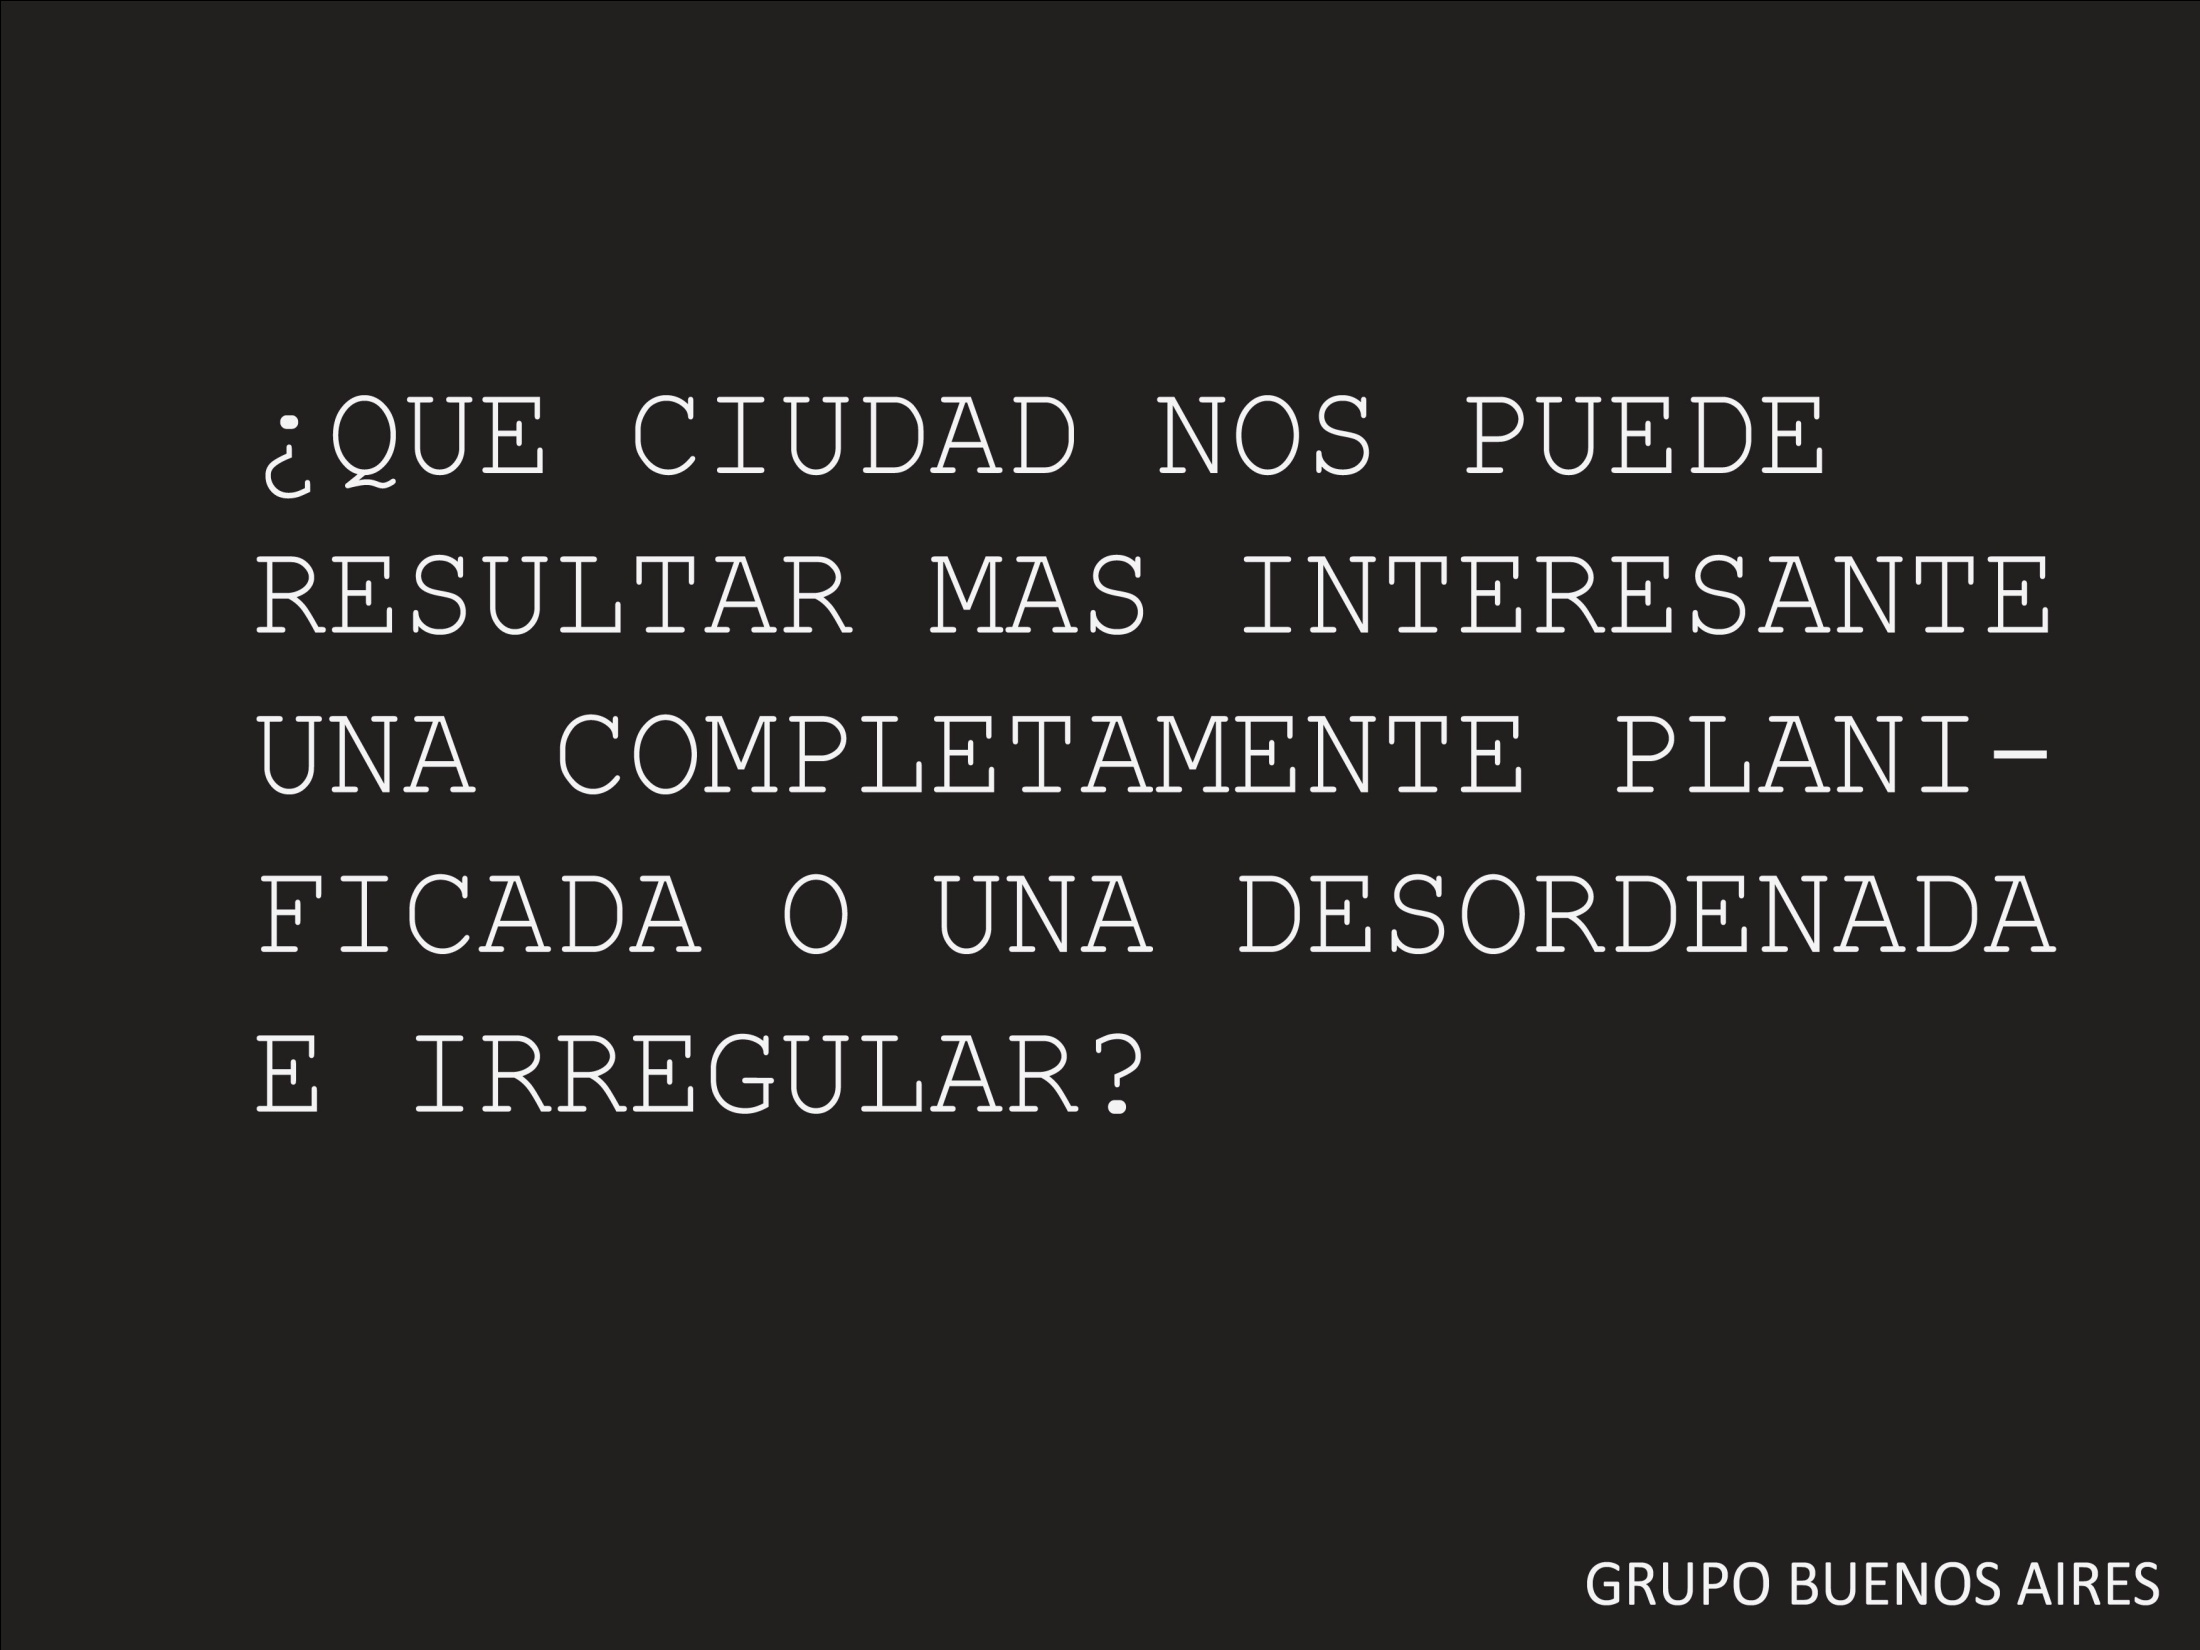 ¿QUE CIUDAD NOS PUEDE
RESULTAR MAS INTERESANTE
UNA COMPLETAMENTE PLANI-
FICADA O UNA DESORDENADA
E IRREGULAR?
GRUPO BUENOS AIRES